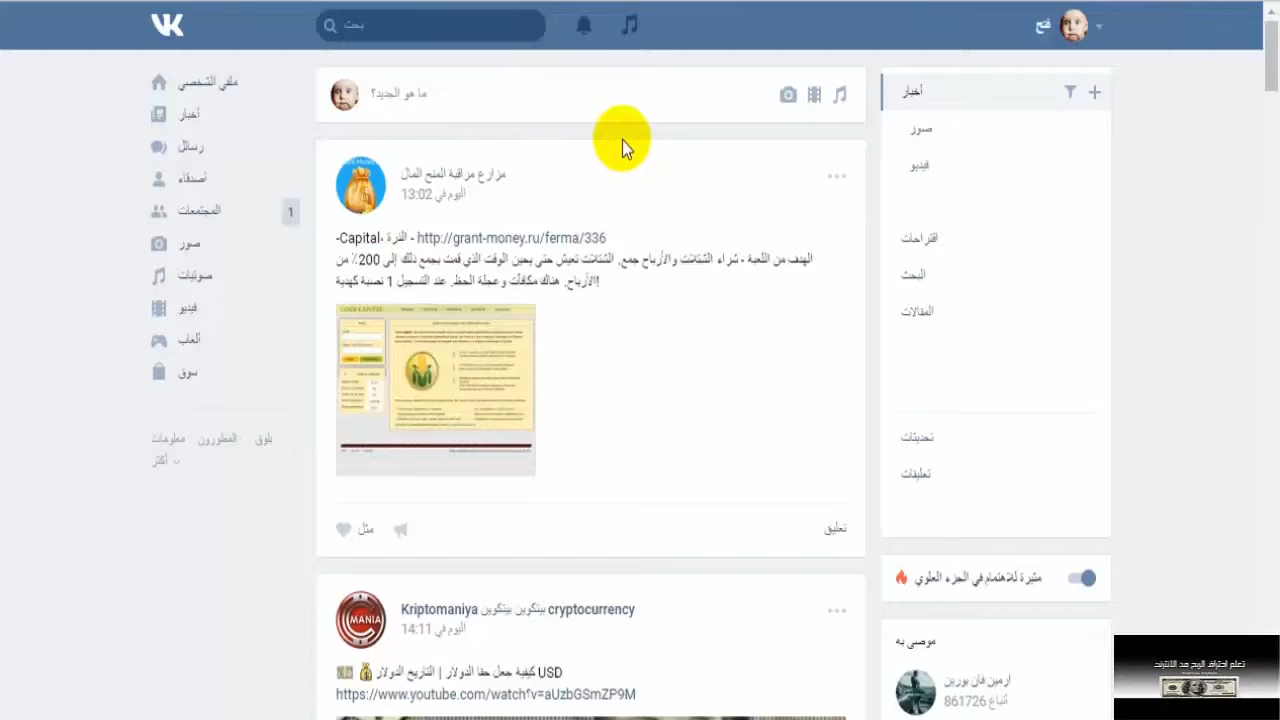 VK
بحث
فتح
ملفي الشخصي
أخبار
رسائل
أصدقاء
المجتمعات
1
صور
صوتيات
فيديو
ألعاب
سوق
بلوق المطورون معلومات
أكثر
ما هو الجديد؟
مزارع مراقبة المنح المال
اليوم في 13:02
-Capital- الذرة - http://grant-money.ru/ferma/336
الهدف من اللعبة - شراء الشتلات والأرباح جمع. الشتلات تعيش حتى يحين الوقت الذي قمت بجمع ذلك إلى 200٪ من
الأرباح. هناك مكافآت وعجلة الحظ. عند التسجيل 1 نصبة كهدية!
مثل
تعليق
Kriptomaniya بيتكوين بيتكوين cryptocurrency
اليوم في 14:11
MANIA
كيفية جعل حقا الدولار | التاريخ الدولار USD
https://www.youtube.com/watch?v=aUzbGSmZP9M
أخبار
صور
فيديو
اقتراحات
البحث
المقالات
تحديثات
تعليقات
مثيرة للاهتمام في الجزء العلوي
موصى به
ارمين فان بورين
861726 أتباع